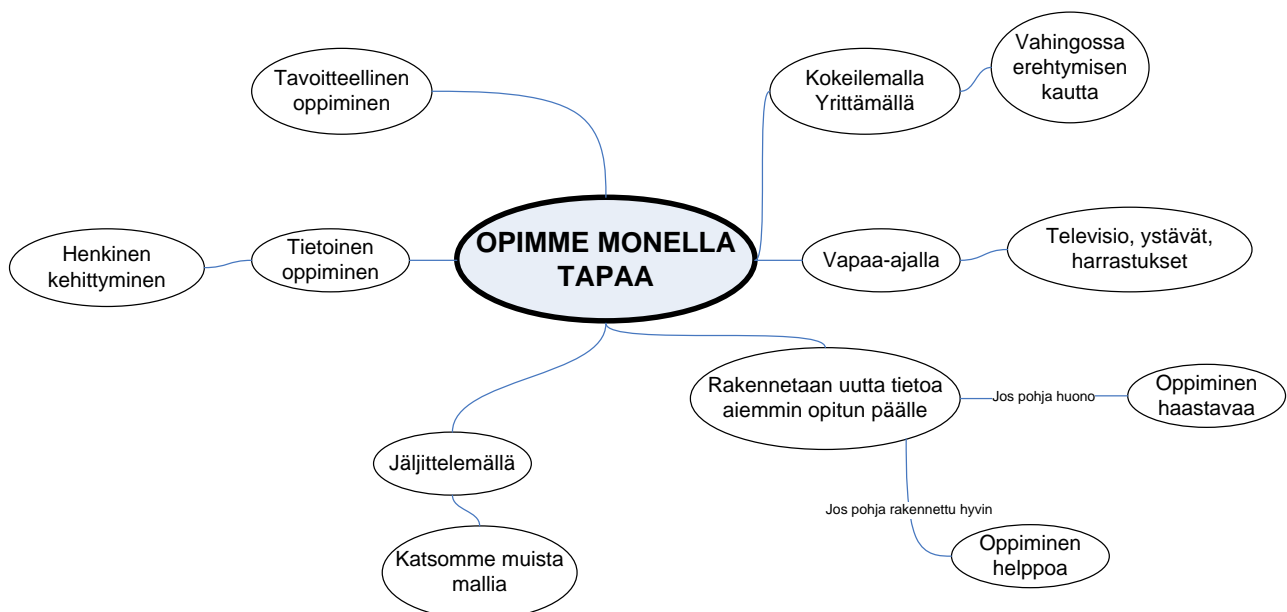 Tavoitteellinen
oppiminen
Kokeilemalla
Yrittämällä
Vahingossa
erehtymisen
kautta
Henkinen
kehittyminen
Tietoinen
oppiminen
OPIMME MONELLA
TAPAA
Vapaa-ajalla
Televisio, ystävät,
harrastukset
Rakennetaan uutta tietoa
aiemmin opitun päälle
Jos pohja huono
Oppiminen
haastavaa
Jäljittelemällä
Jos pohja rakennettu hyvin
Katsomme muista
mallia
Oppiminen
helppoa